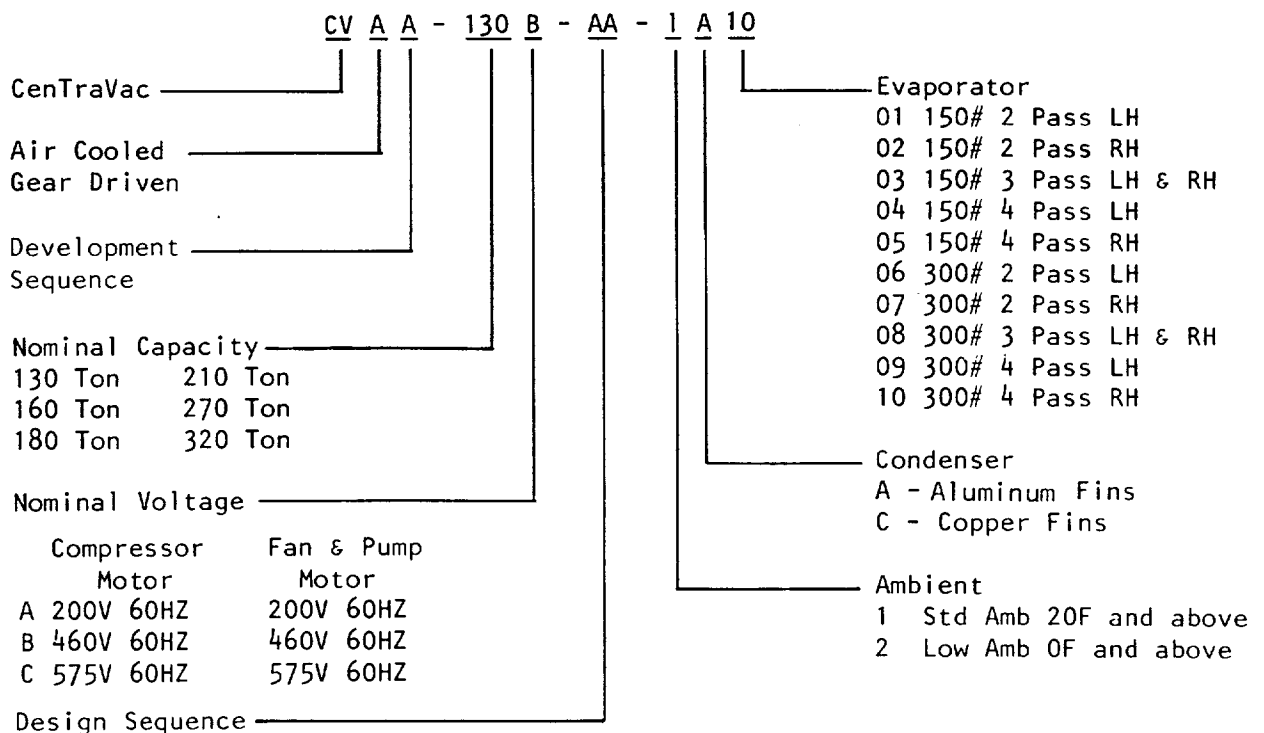 CV A A - 130 B - AA - 1 A 10
CenTraVac
Air Cooled
Gear Driven
Development
Sequence
Nominal Capacity
130 Ton 210 Ton
160 Ton 270 Ton
180 Ton 320 Ton
Nominal Voltage
Compressor Fan & Pump
Motor Motor
A 200V 60HZ 200V 60HZ
B 460V 60HZ 460V 60HZ
C 575V 60HZ 575V 60HZ
Design Sequence
Evaporator
01 150# 2 Pass LH
02 150# 2 Pass RH
03 150# 3 Pass LH & RH
04 150# 4 Pass LH
05 150# 4 Pass RH
06 300# 2 Pass LH
07 300# 2 Pass RH
08 300# 3 Pass LH & RH
09 300# 4 Pass LH
10 300# 4 Pass RH
Condenser
A - Aluminum Fins
C - Copper Fins
Ambient
1 Std Amb 20F and above
2 Low Amb 0F and above